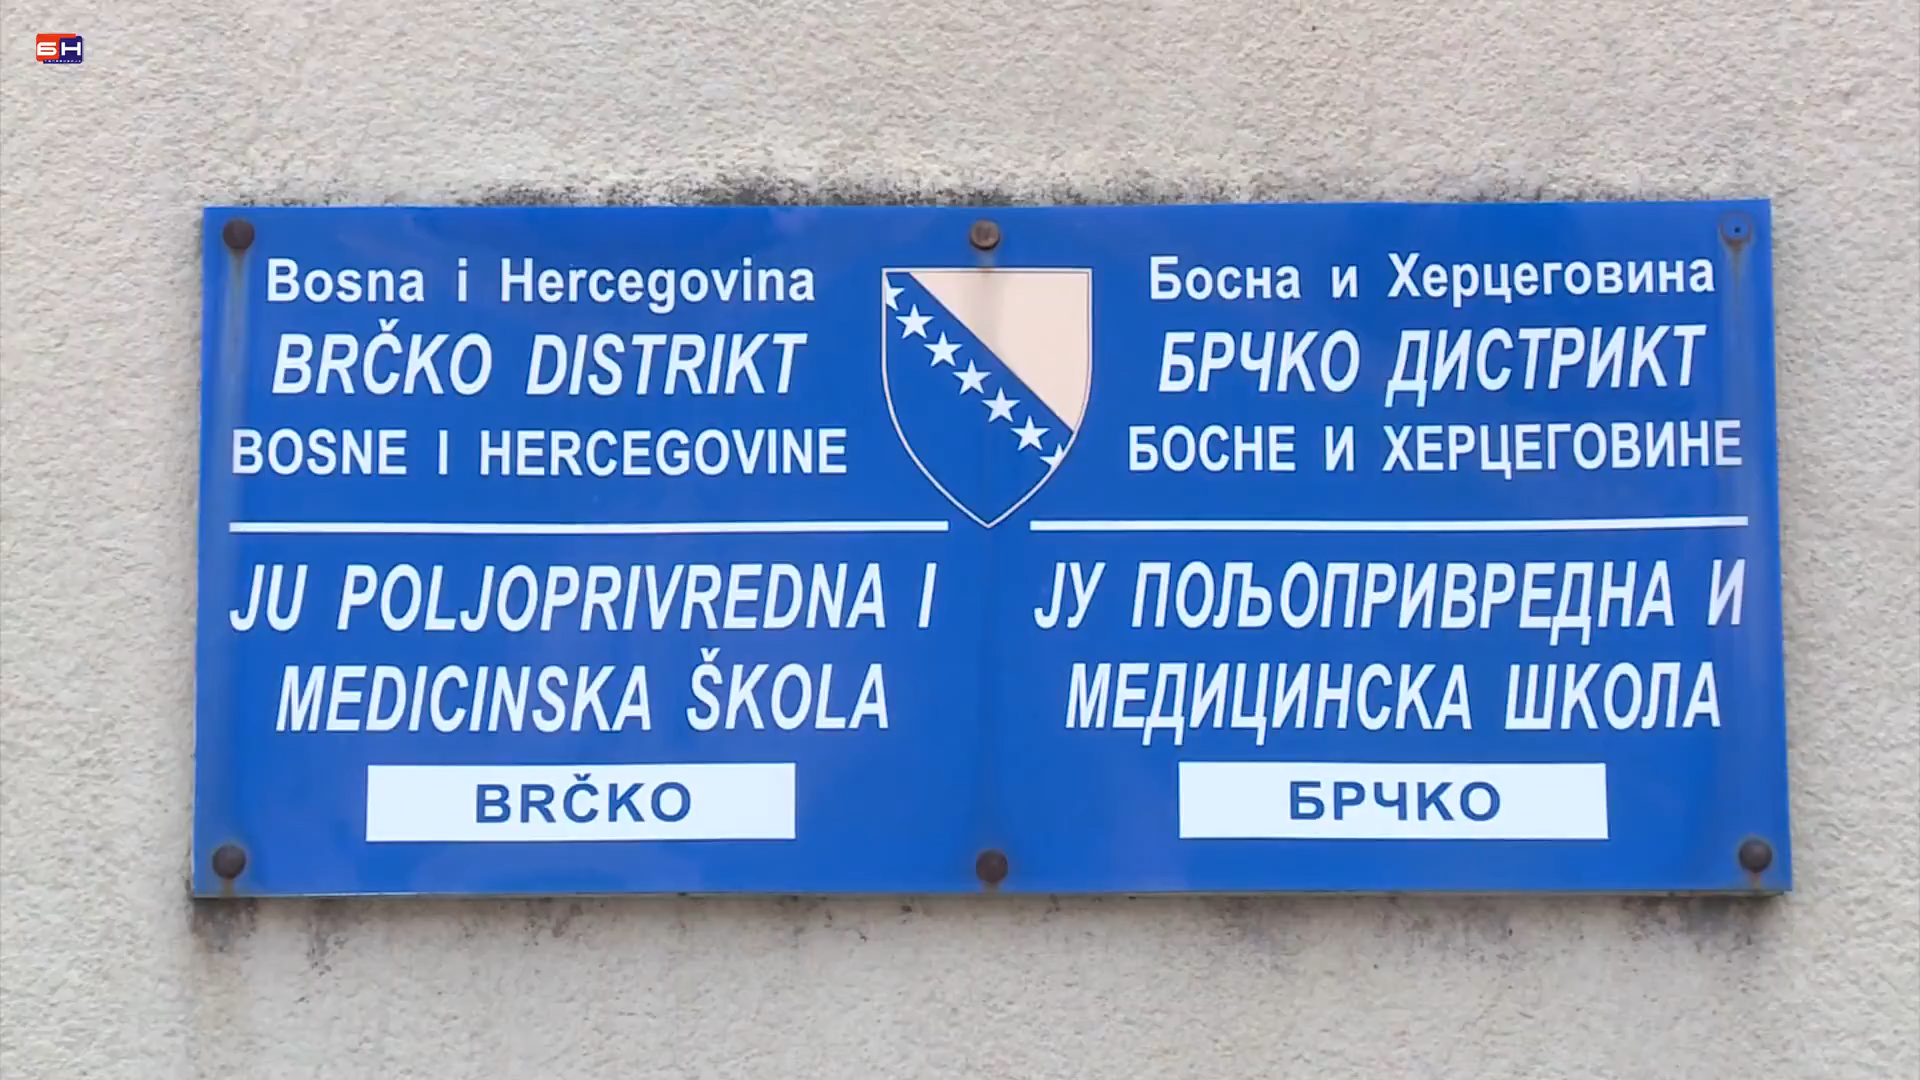 БН
Bosna i Hercegovina
BRČKO DISTRIKT
BOSNE I HERCEGOVINE
JU POLJOPRIVREDNA I
MEDICINSKA ŠKOLA
BRČKO
Босна и Херцеговина
БРЧКО ДИСТРИКТ
БОСНЕ И ХЕРЦЕГОВИНЕ
ЈУ ПОЉОПРИВРЕДНА И
МЕДИЦИНСКА ШКОЛА
БРЧКО